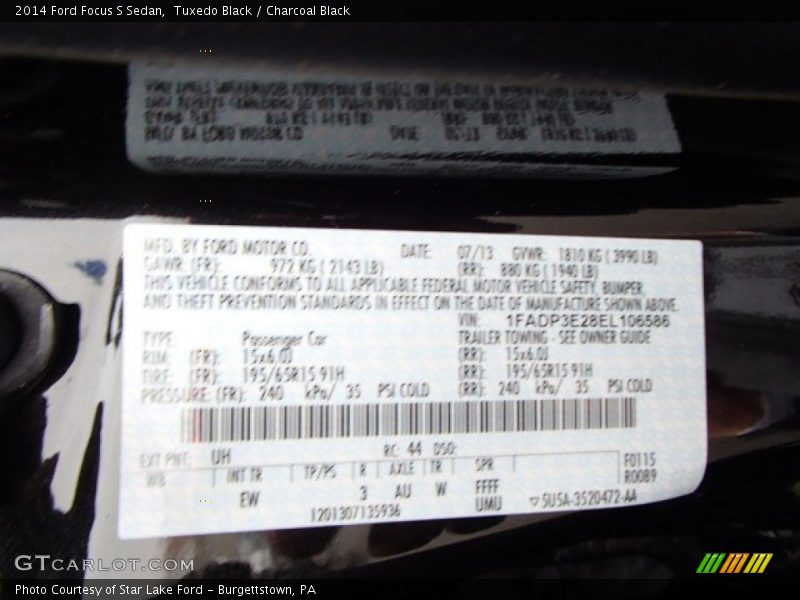 2014 Ford Focus S Sedan,  Tuxedo Black / Charcoal Black
MFD. BY FORD MOTOR CO. DATE: 07/13 GVWR: 1810 KG ( 3990 LB)
GAWR (FR): 972 KG ( 2143 LB) (RR): 880 KG ( 1940 LB)
THIS VEHICLE CONFORMS TO ALL APPLICABLE FEDERAL MOTOR VEHICLE SAFETY, BUMPER,
AND THEFT PREVENTION STANDARDS IN EFFECT ON THE DATE OF MANUFACTURE SHOWN ABOVE.
VIN: 1FADP3E28EL106586
TYPE: Passenger Car TRAILER TOWING - SEE OWNER GUIDE
RIM: (FR): 15x6.0J (RR): 15x6.0J
TIRE: (FR): 195/65R15 91H (RR): 195/65R15 91H
PRESSURE: (FR): 240 kPa/ 35 PSI COLD (RR): 240 kPa/ 35 PSI COLD
EXT PNT: UH RC: 44 DSO: F0115
WB INT TR TP/PS R AXLE TR SPR R0089
EW 3 AU W FFFF
UMU
1201307135936 ▽5U5A-3520472-AA
GTCARLOT.COM
Photo Courtesy of Star Lake Ford - Burgettstown, PA